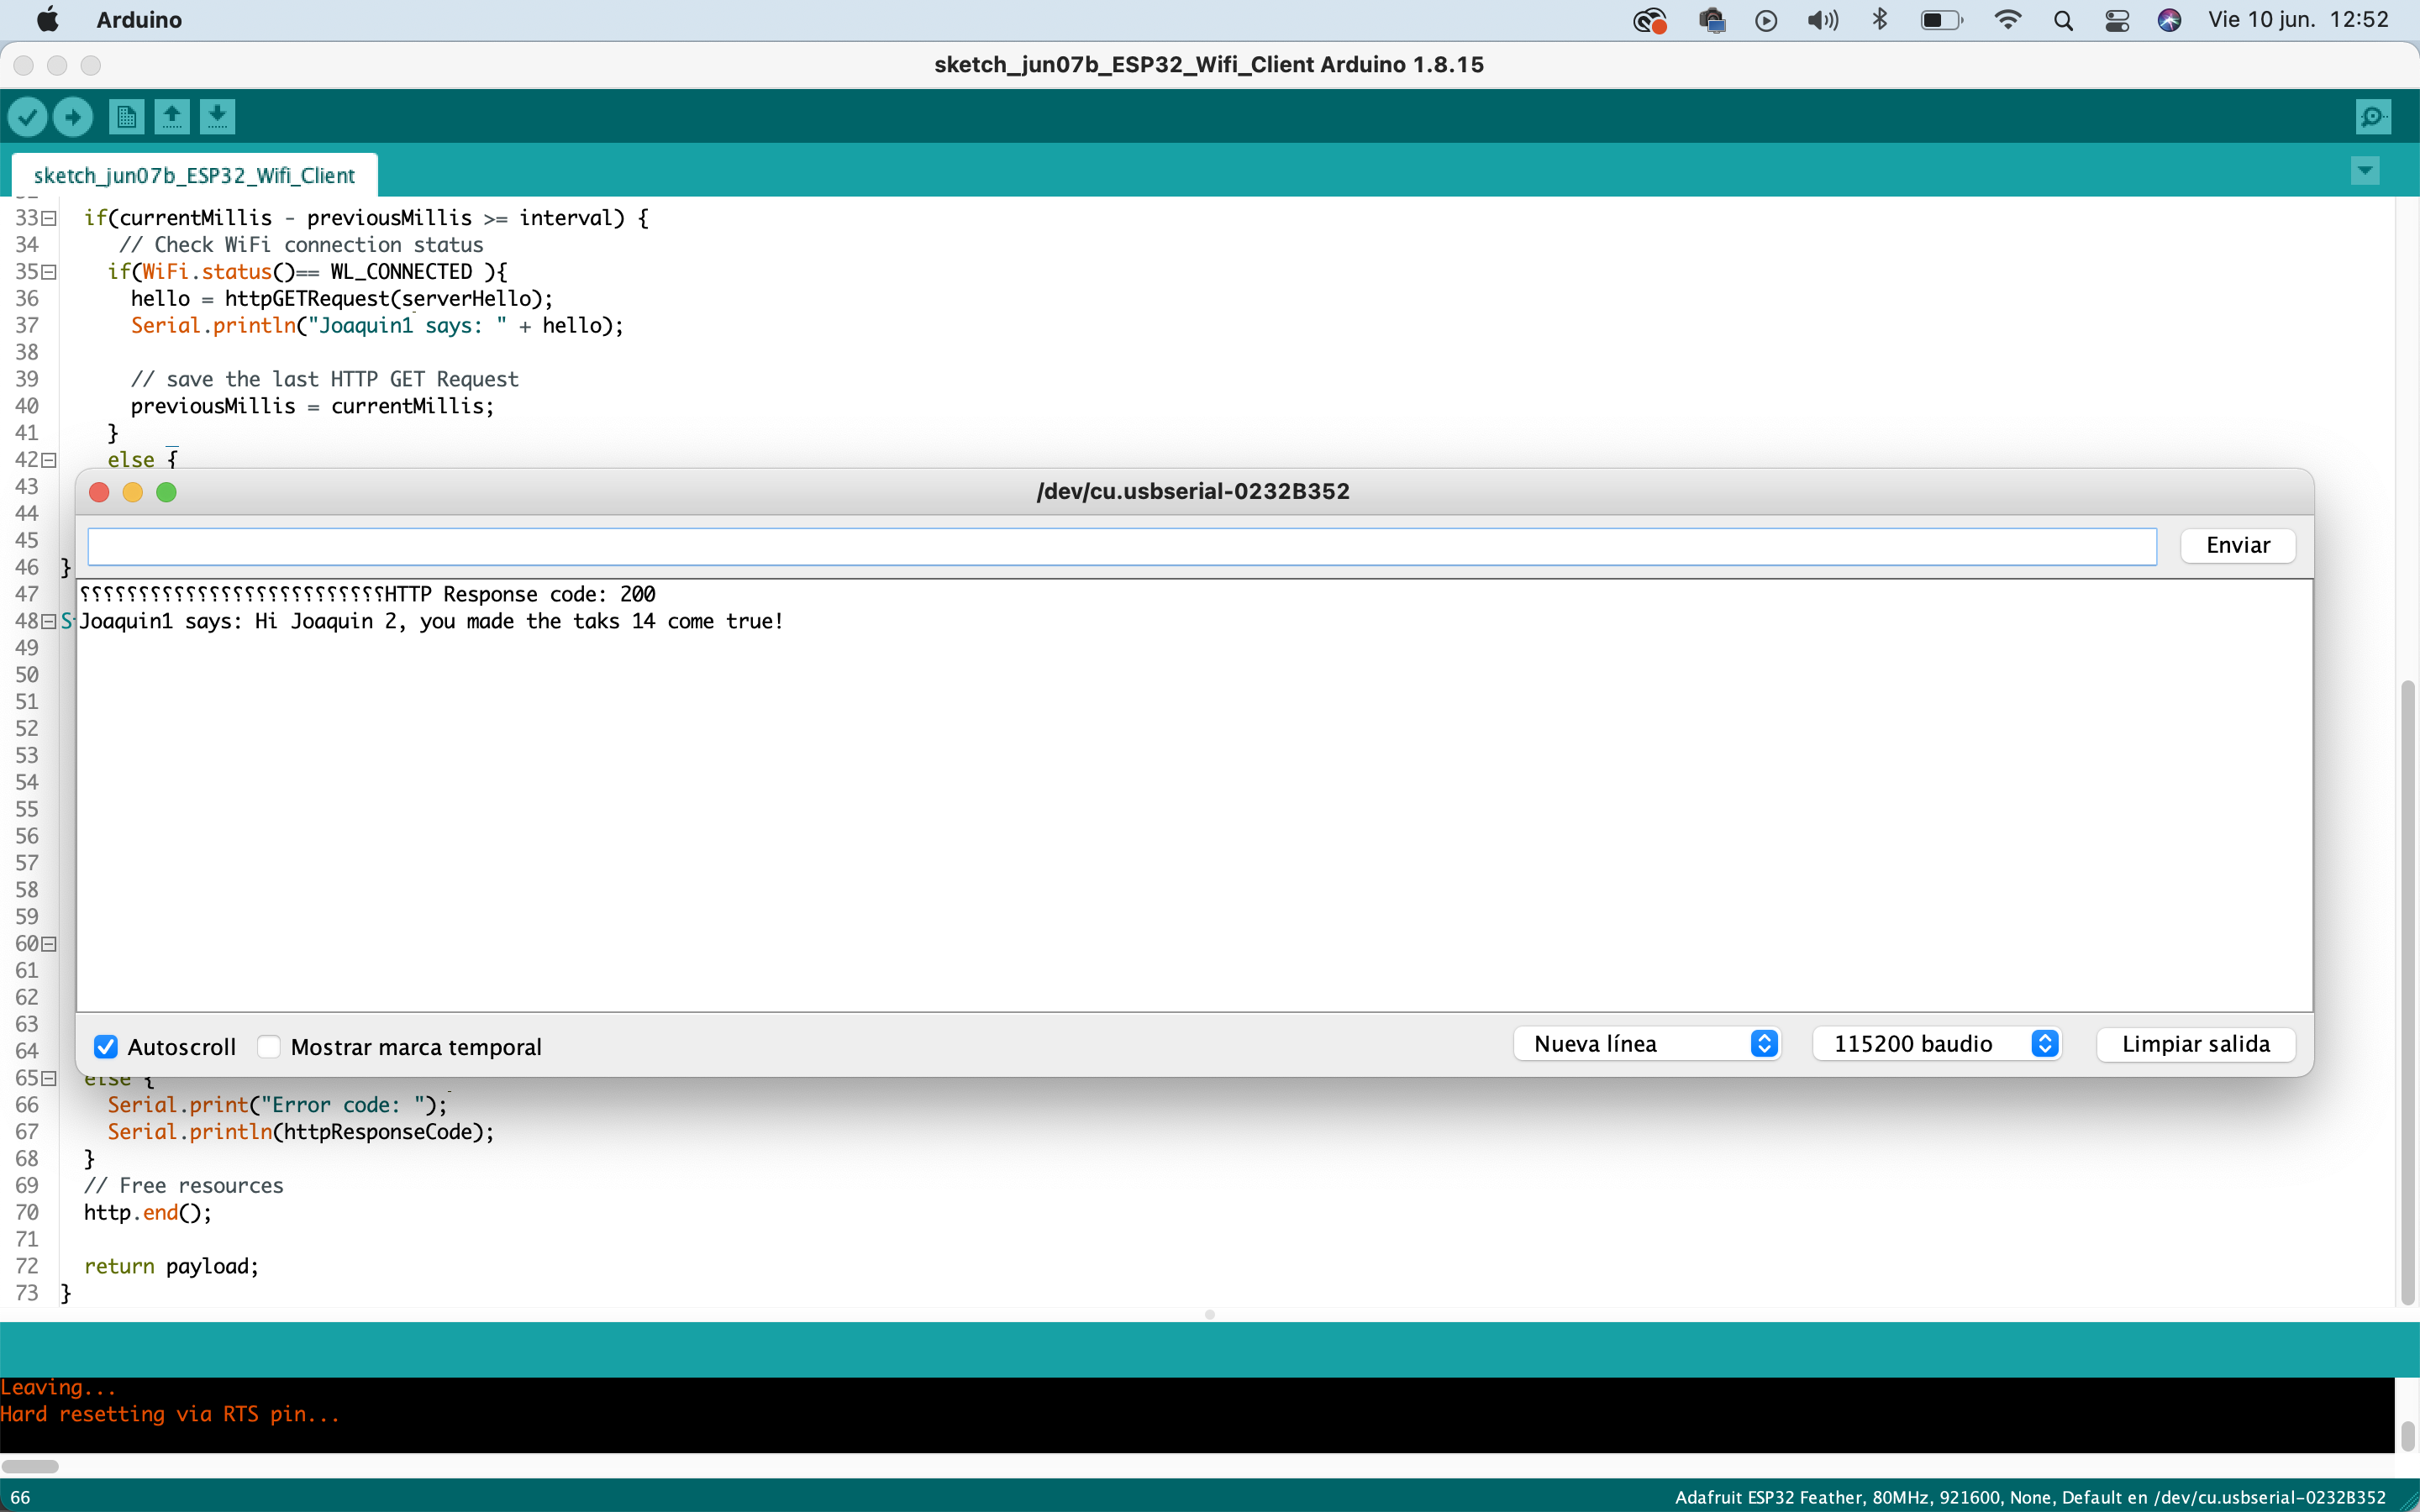 Arduino
Vie 10 jun. 12:52
sketch_jun07b_ESP32_Wifi_Client Arduino 1.8.15
sketch_jun07b_ESP32_Wifi_Client
33 if(currentMillis - previousMillis >= interval) {
34 // Check WiFi connection status
35 if(WiFi.status()== WL_CONNECTED ){
36 hello = httpGETRequest(serverHello);
37 Serial.println("Joaquin1 says: " + hello);
38
39 // save the last HTTP GET Request
40 previousMillis = currentMillis;
41 }
42 else {
43
44
45
46 }
47
48 S
49
50
51
52
53
54
55
56
57
58
59
60
61
62
63
64
/dev/cu.usbserial-0232B352
Enviar
⸮⸮⸮⸮⸮⸮⸮⸮⸮⸮⸮⸮⸮⸮⸮⸮⸮⸮⸮⸮⸮⸮⸮⸮⸮⸮HTTP Response code: 200
Joaquin1 says: Hi Joaquin 2, you made the taks 14 come true!
Autoscroll Mostrar marca temporal Nueva línea 115200 baudio Limpiar salida
65 else {
66 Serial.print("Error code: ");
67 Serial.println(httpResponseCode);
68 }
69 // Free resources
70 http.end();
71
72 return payload;
73 }
Leaving...
Hard resetting via RTS pin...
66
Adafruit ESP32 Feather, 80MHz, 921600, None, Default en /dev/cu.usbserial-0232B352